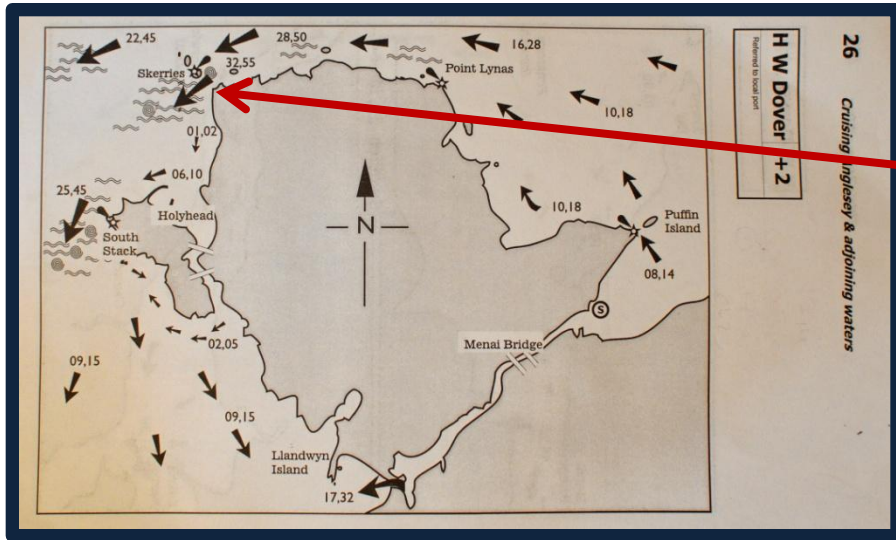 22,45
28,50
16,28
Skerries
32,55
Point Lynas
10,18
01,02
06,10
25,45
Holyhead
10,18
Puffin
Island
South
Stack
N
08,14
S
Menai Bridge
02,05
09,15
09,15
Llandwyn
Island
17,32
H W Dover +2
Referred to local port
26 Cruising Anglesey & adjoining waters